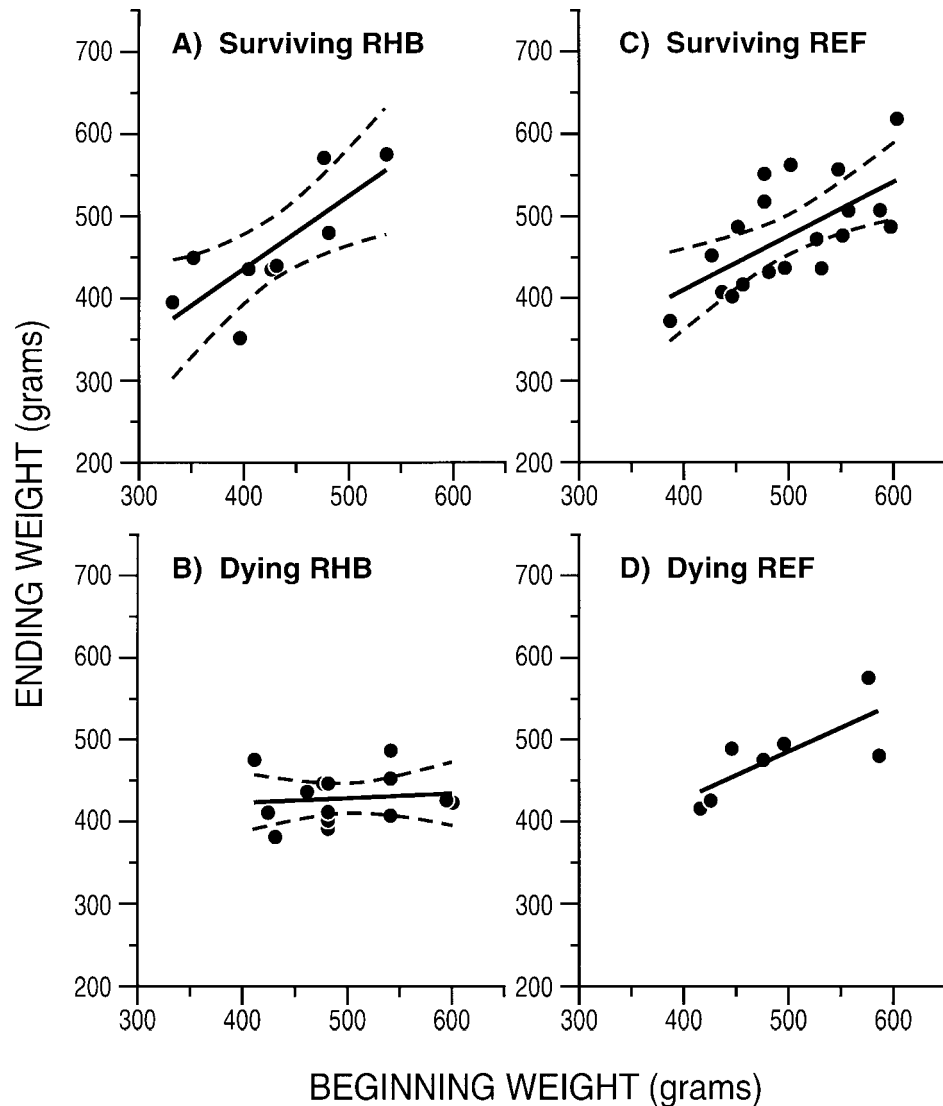 A) Surviving RHB
C) Surviving REF
700
600
500
400
300
200
300 400 500 600
700
600
500
400
300
200
300 400 500 600
B) Dying RHB
D) Dying REF
700
600
500
400
300
200
300 400 500 600
700
600
500
400
300
200
300 400 500 600
ENDING WEIGHT (grams)
BEGINNING WEIGHT (grams)